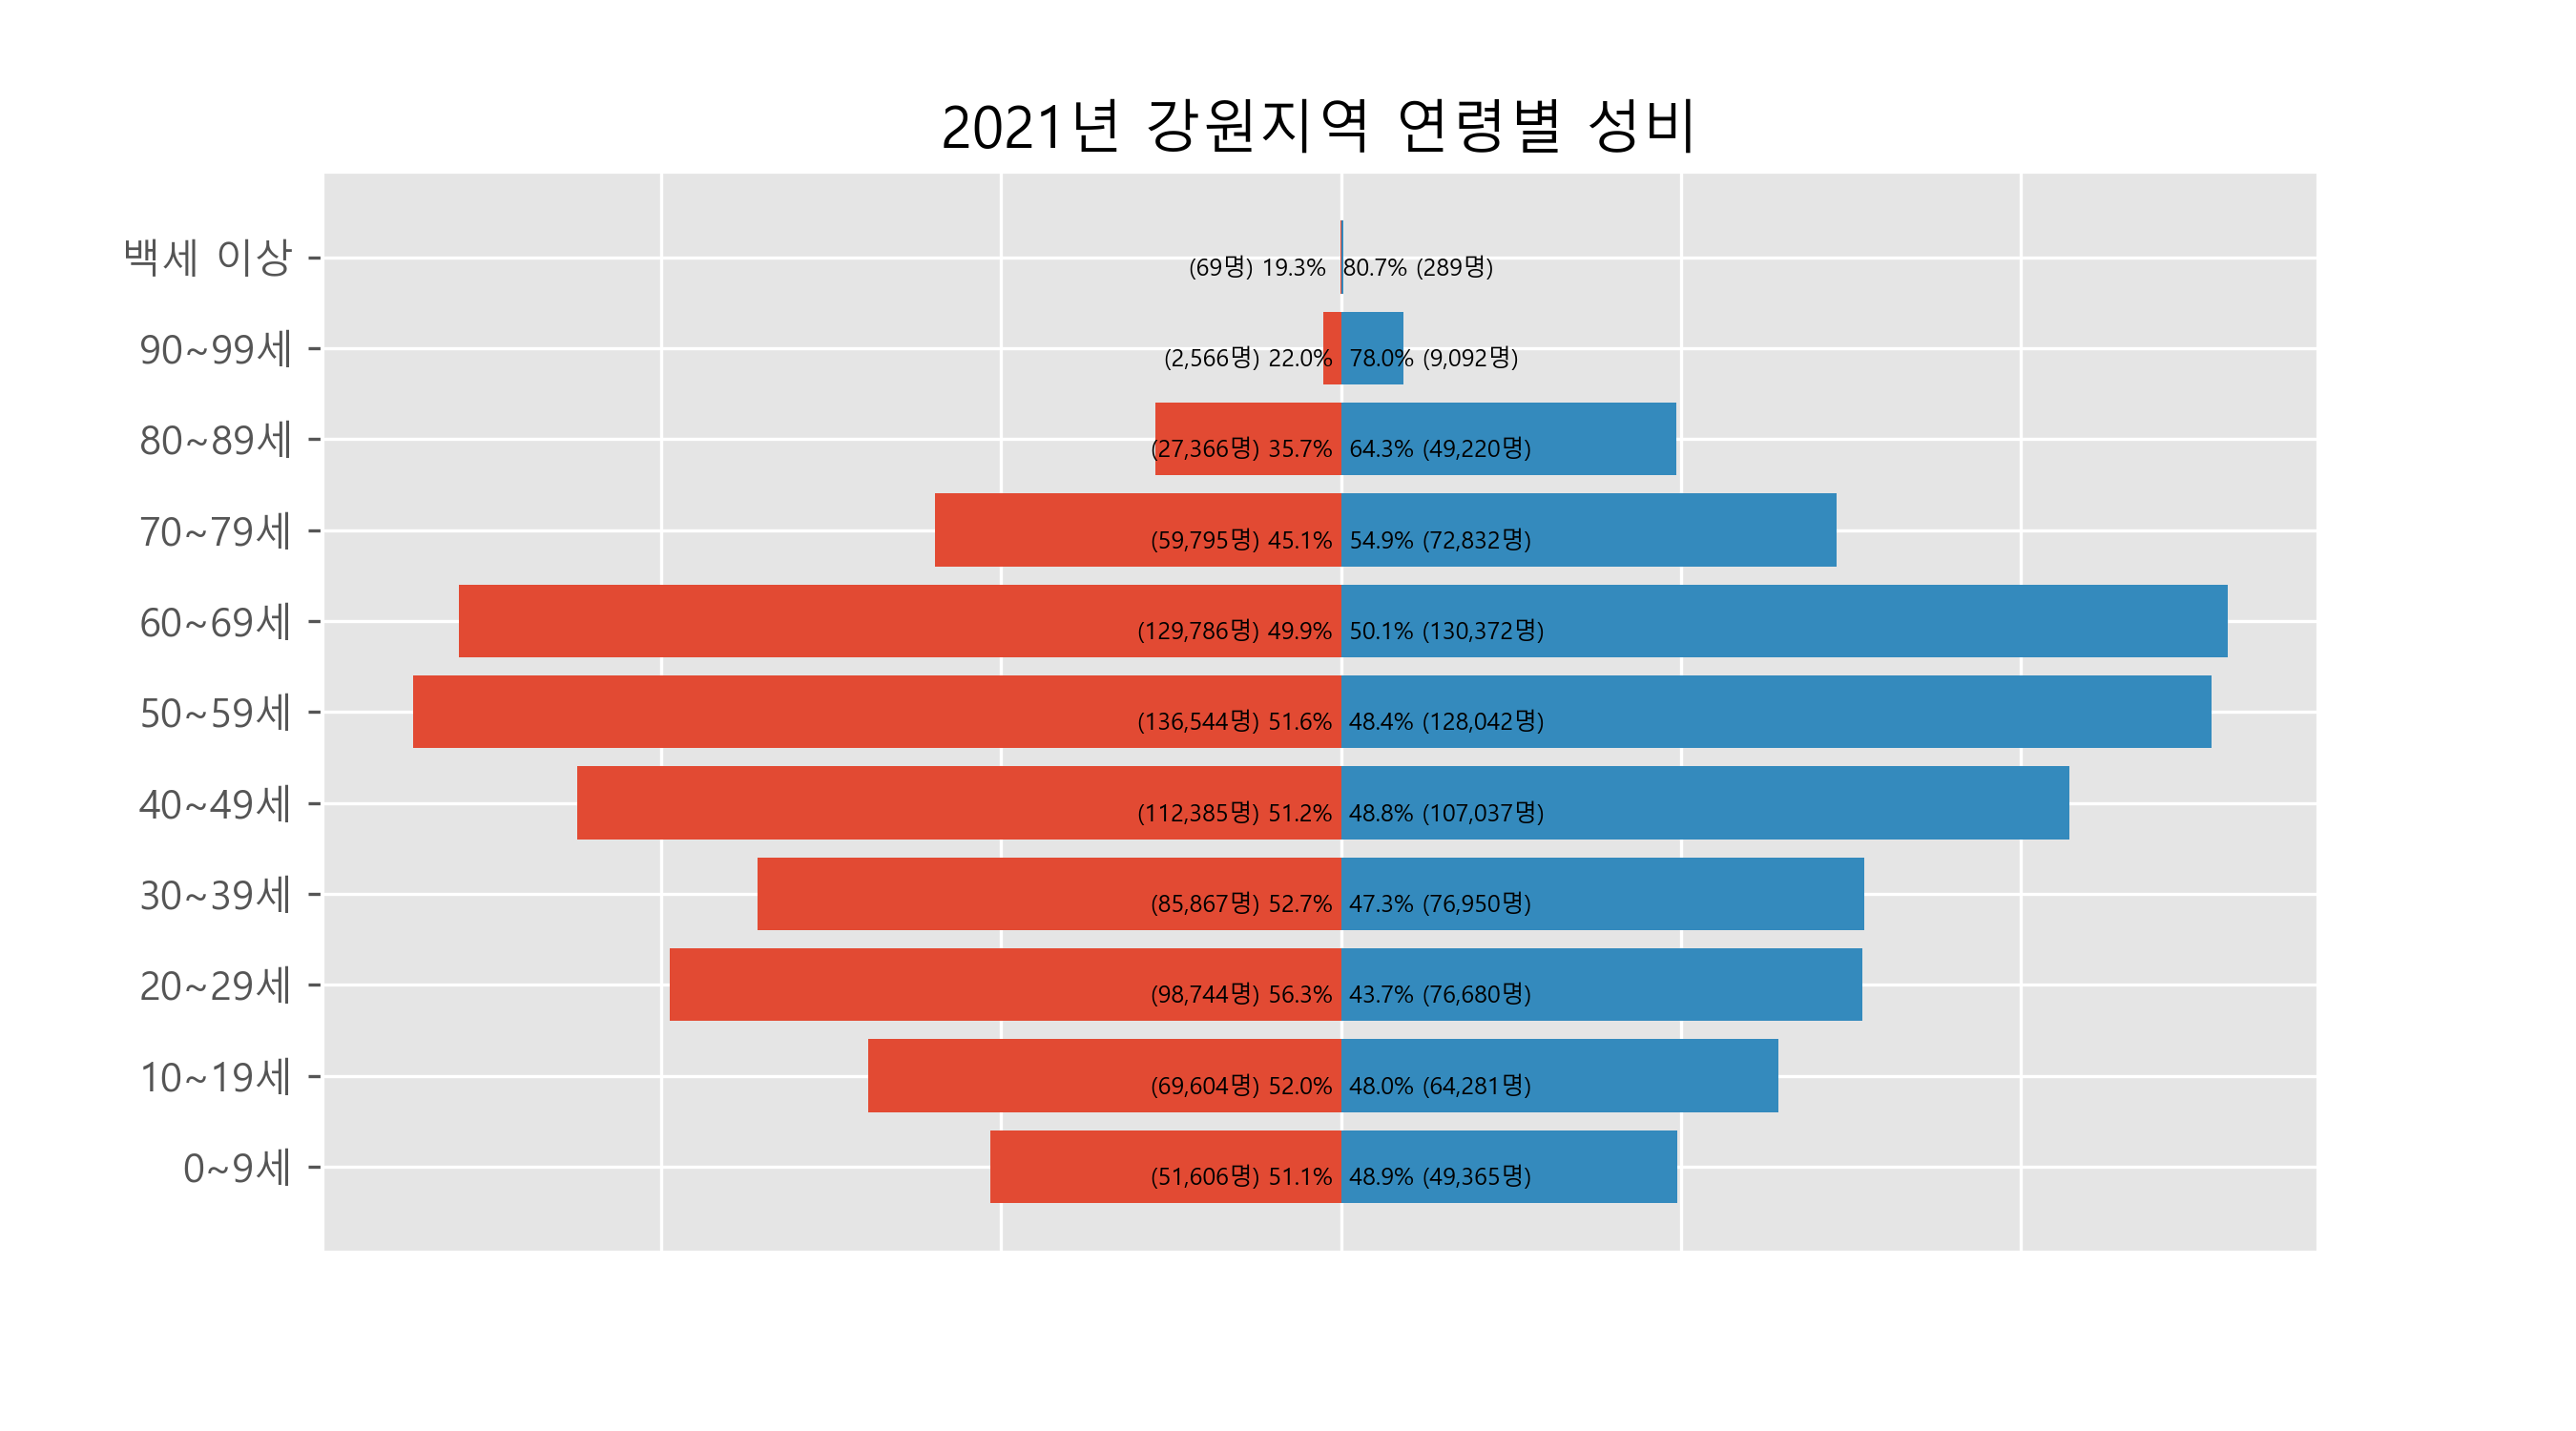 2021년 강원지역 연령별 성비
백세 이상 (69명) 19.3% 80.7% (289명)
90~99세 (2,566명) 22.0% 78.0% (9,092명)
80~89세 (27,366명) 35.7% 64.3% (49,220명)
70~79세 (59,795명) 45.1% 54.9% (72,832명)
60~69세 (129,786명) 49.9% 50.1% (130,372명)
50~59세 (136,544명) 51.6% 48.4% (128,042명)
40~49세 (112,385명) 51.2% 48.8% (107,037명)
30~39세 (85,867명) 52.7% 47.3% (76,950명)
20~29세 (98,744명) 56.3% 43.7% (76,680명)
10~19세 (69,604명) 52.0% 48.0% (64,281명)
0~9세 (51,606명) 51.1% 48.9% (49,365명)